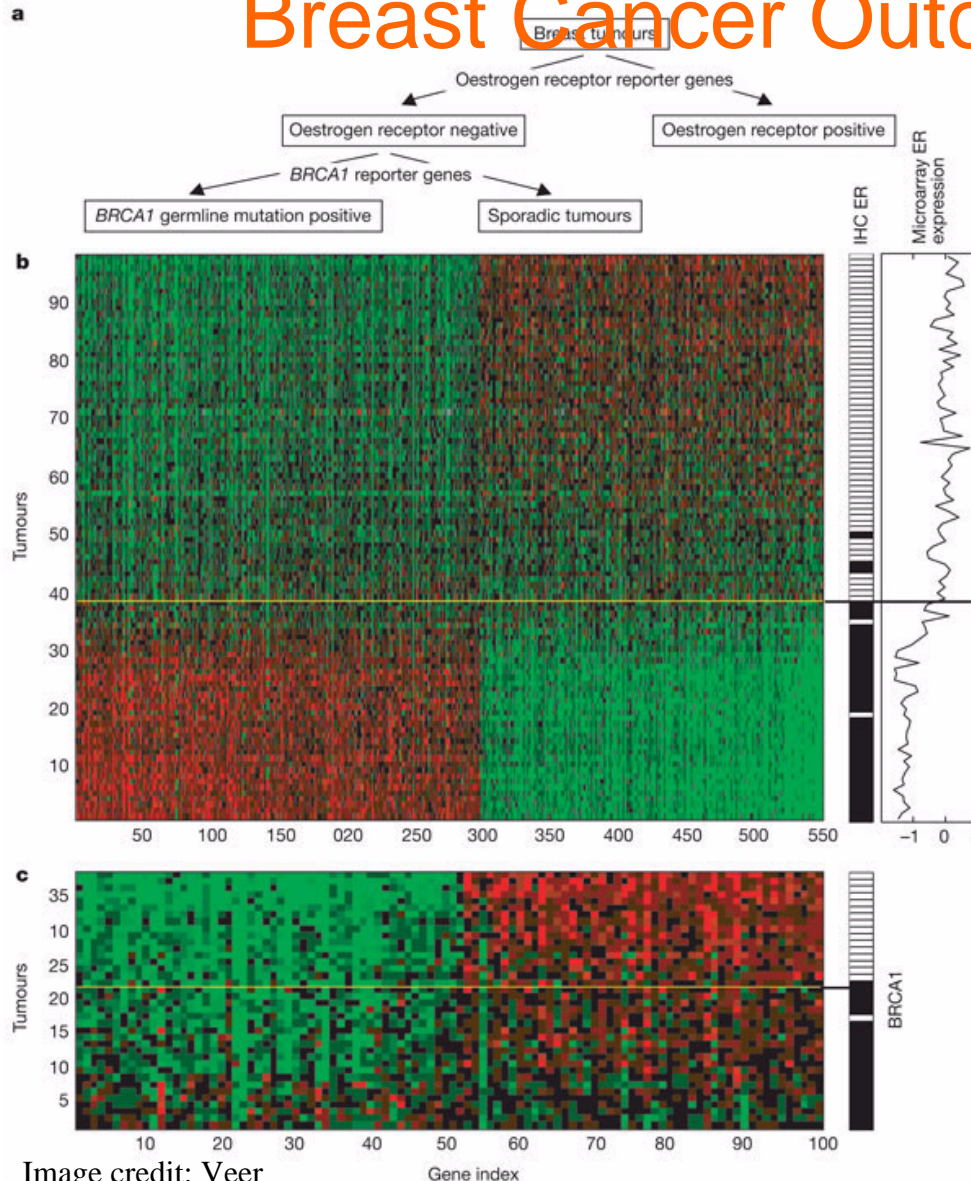 Breast Cancer Outc
a
Breast tumours
Oestrogen receptor reporter genes
Oestrogen receptor negative
Oestrogen receptor positive
BRCA1 reporter genes
BRCA1 germline mutation positive
Sporadic tumours
IHC ER
Microarray ER
expression
b
Tumours
90
80
70
60
50
40
30
20
10
50 100 150 020 250 300 350 400 450 500 550
−1 0
c
Tumours
35
10
25
20
15
10
5
BRCA1
10 20 30 40 50 60 70 80 90 100
Gene index
Image credit: Veer